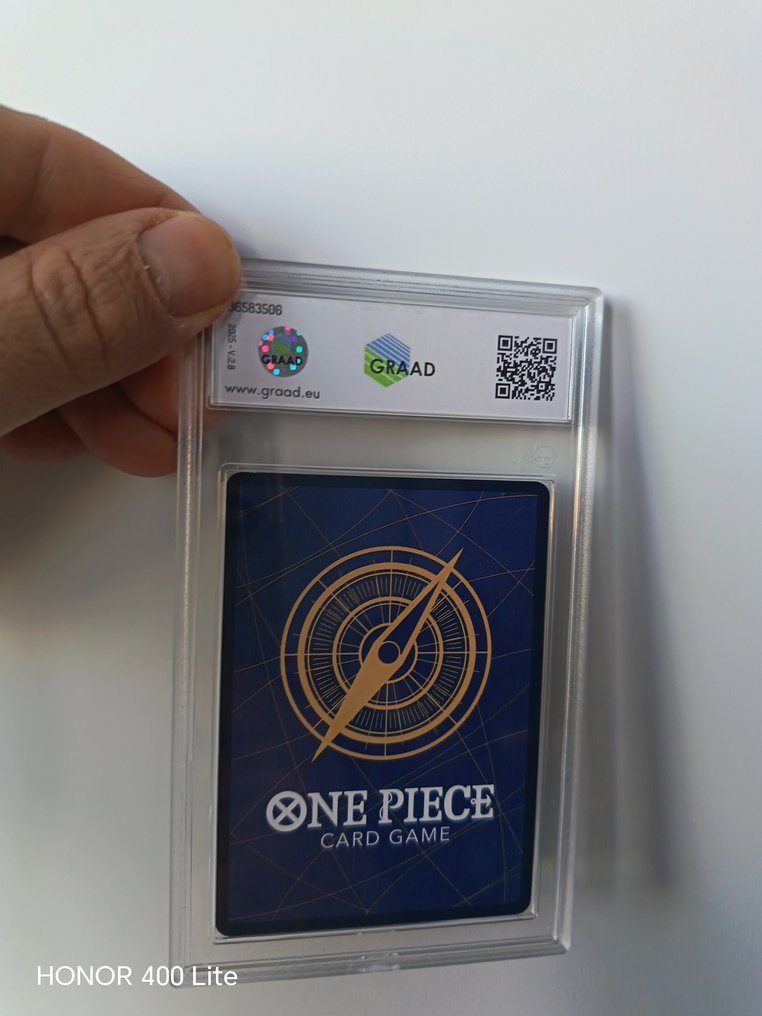 36583506
2025 - V.2.8
GRAAD
www.graad.eu
GRAAD
ONE PIECE
CARD GAME
HONOR 400 Lite